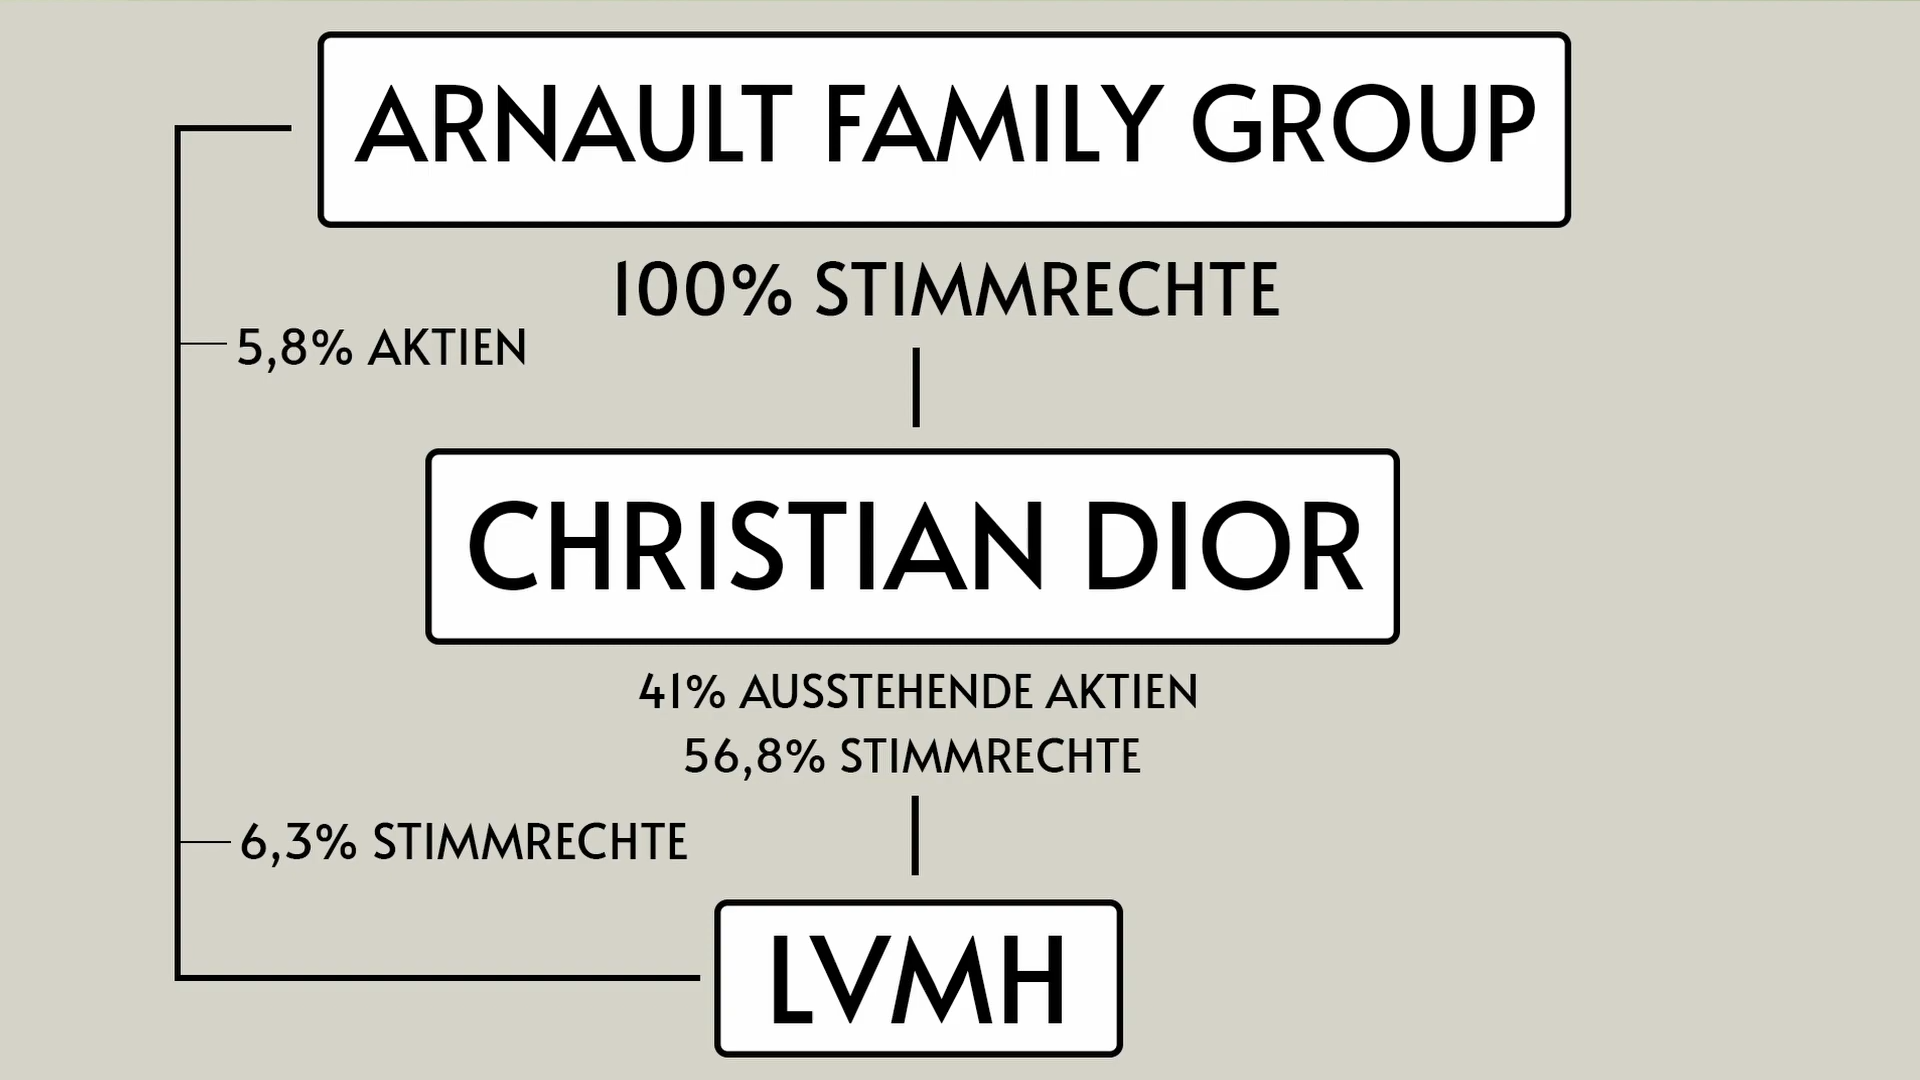 ARNAULT FAMILY GROUP
100% STIMMRECHTE
5,8% AKTIEN
CHRISTIAN DIOR
41% AUSSTEHENDE AKTIEN
56,8% STIMMRECHTE
6,3% STIMMRECHTE
LVMH